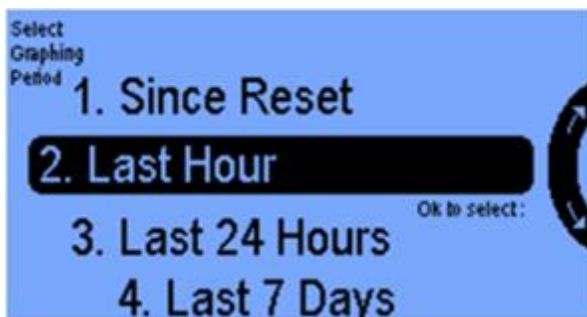 Select
Graphing
Period
1. Since Reset
2. Last Hour
Ok to select:
3. Last 24 Hours
4. Last 7 Days